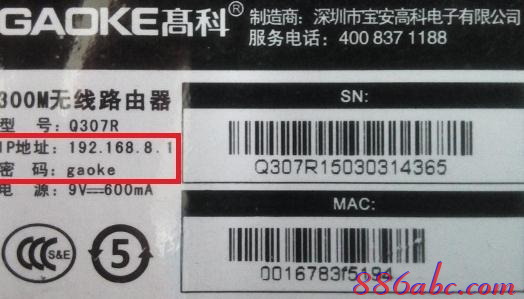 GAOKE髙科® 制造商：深圳市宝安高科电子有限公司
服务电话：400 837 1188
300M无线路由器
型 号：Q307R
IP地址：192.168.8.1
密 码：gaoke
电 源：9V⎓600mA
SN:
Q307R15030314365
MAC:
0016783f5194
CCC S&E
5
886abc.com